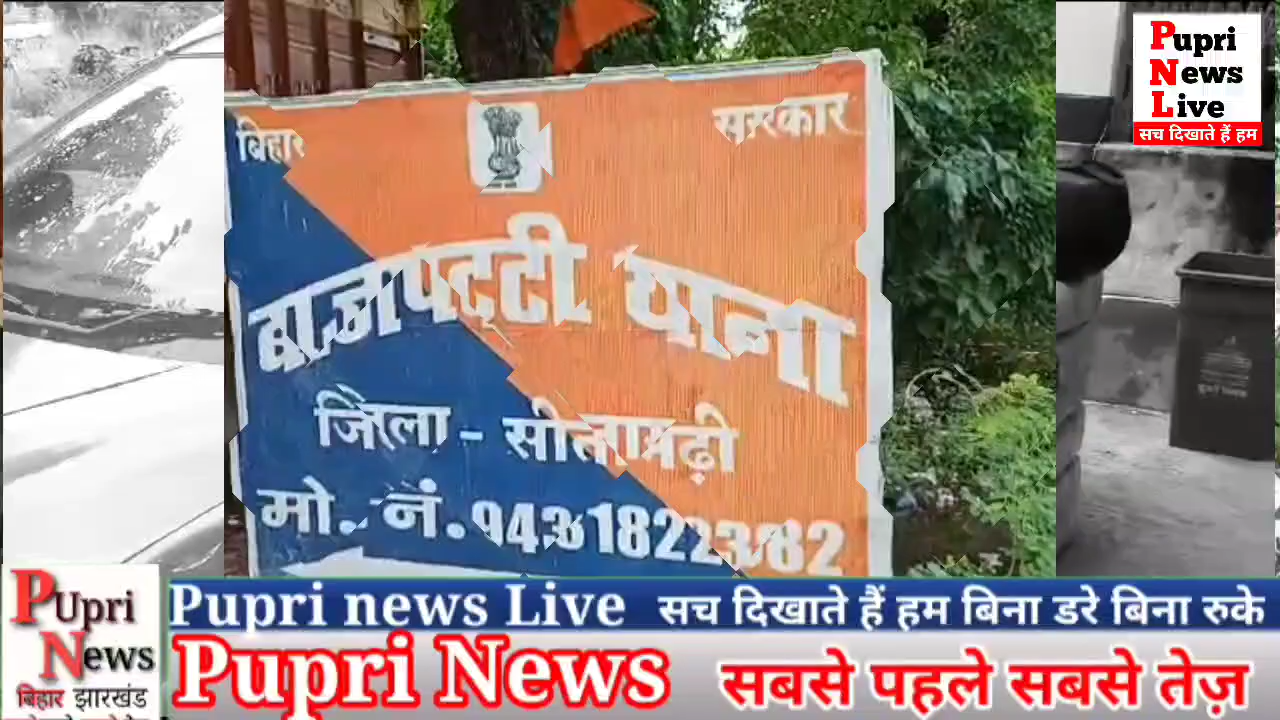 Pupri
News
Live
सच दिखाते हैं हम
बिहार सरकार
बाजपट्टी थाना
जिला - सीतामढ़ी
मो. नं.
Pupri
News
बिहार झारखंड
Pupri news Live सच दिखाते हैं हम बिना डरे बिना रुके
Pupri News सबसे पहले सबसे तेज़